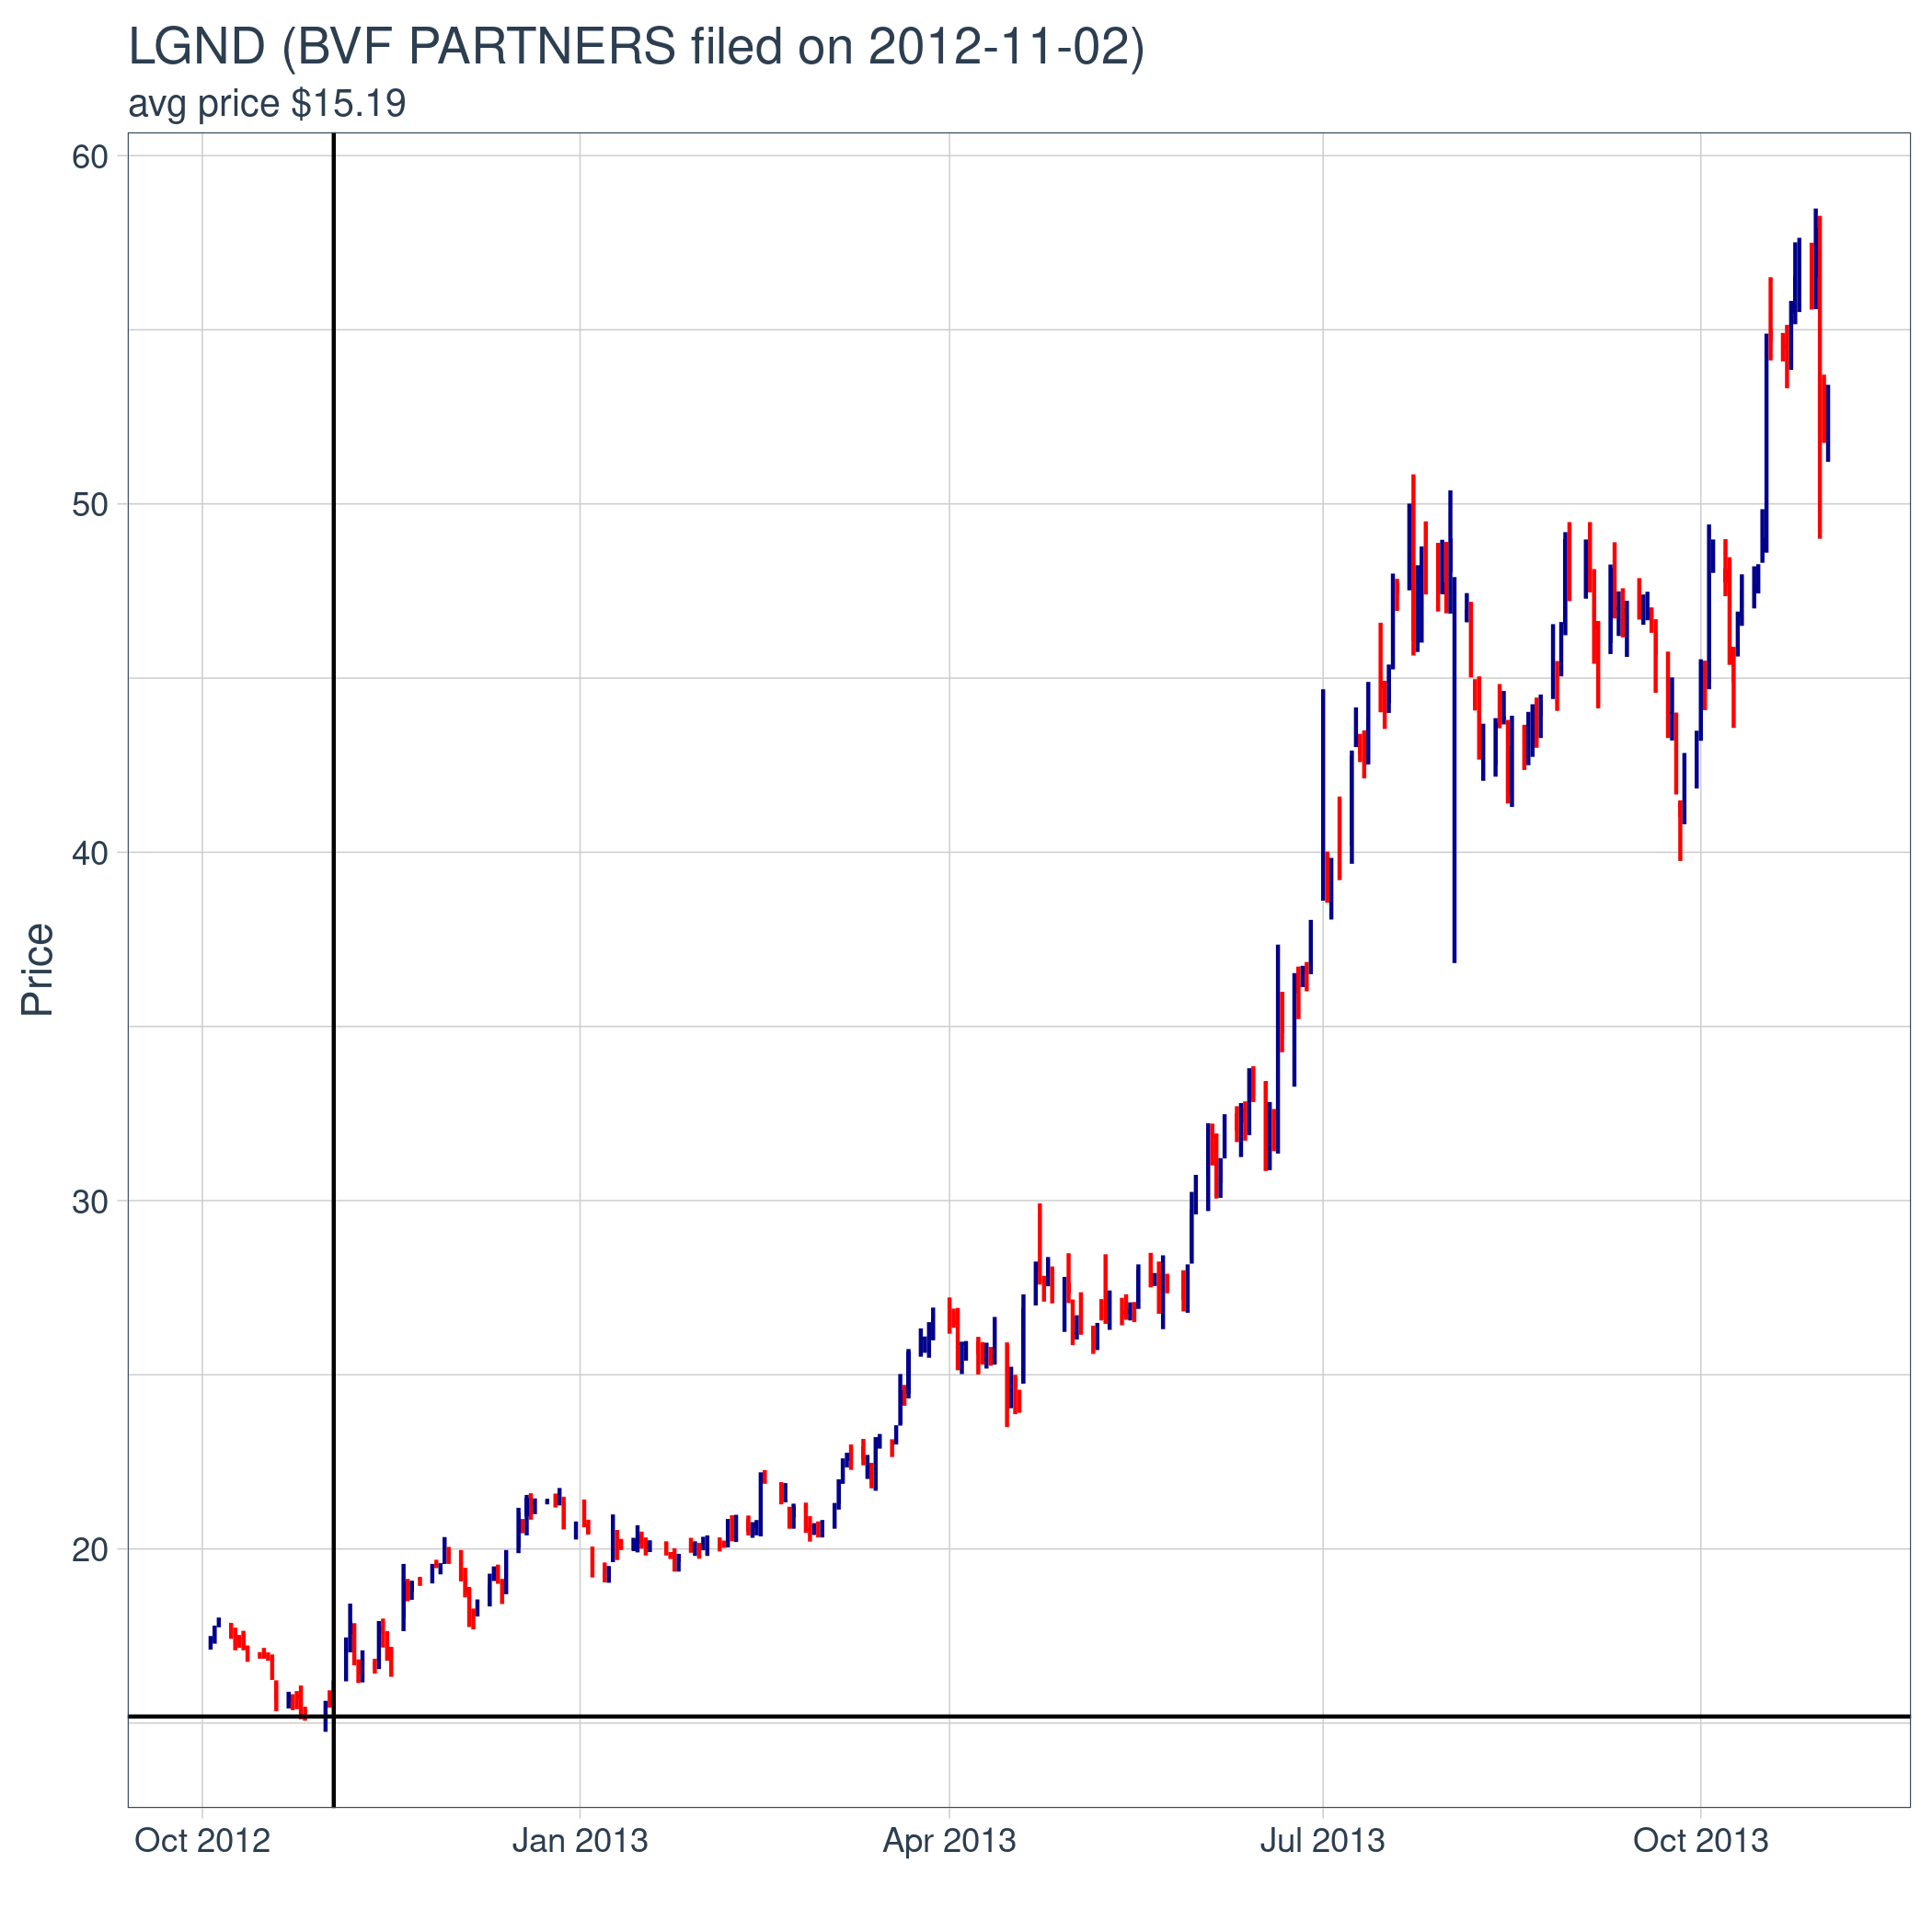 LGND (BVF PARTNERS filed on 2012-11-02)
avg price $15.19
60
50
40
30
20
Price
Oct 2012
Jan 2013
Apr 2013
Jul 2013
Oct 2013